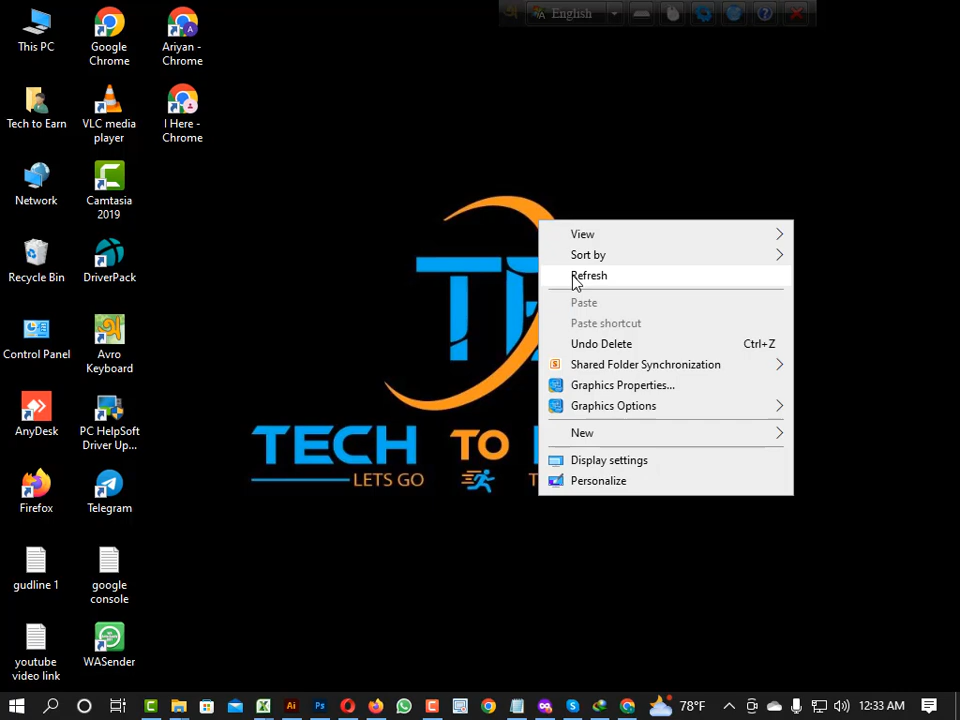 English
This PC
Google
Chrome
Ariyan -
Chrome
Tech to Earn
VLC media
player
I Here -
Chrome
Network
Camtasia
2019
Recycle Bin
DriverPack
Control Panel
Avro
Keyboard
AnyDesk
PC HelpSoft
Driver Up...
Firefox
Telegram
gudline 1
google
console
youtube
video link
WASender
TECH TO
LETS GO
View
Sort by
Refresh
Paste
Paste shortcut
Undo Delete Ctrl+Z
Shared Folder Synchronization
Graphics Properties...
Graphics Options
New
Display settings
Personalize
78°F
12:33 AM